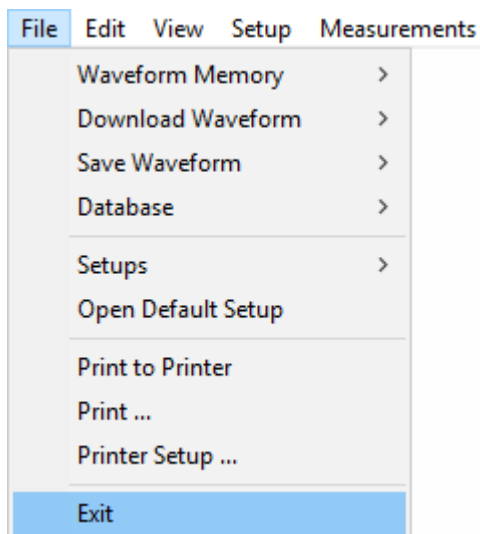 File Edit View Setup Measurements
Waveform Memory >
Download Waveform >
Save Waveform >
Database >
Setups >
Open Default Setup
Print to Printer
Print ...
Printer Setup ...
Exit